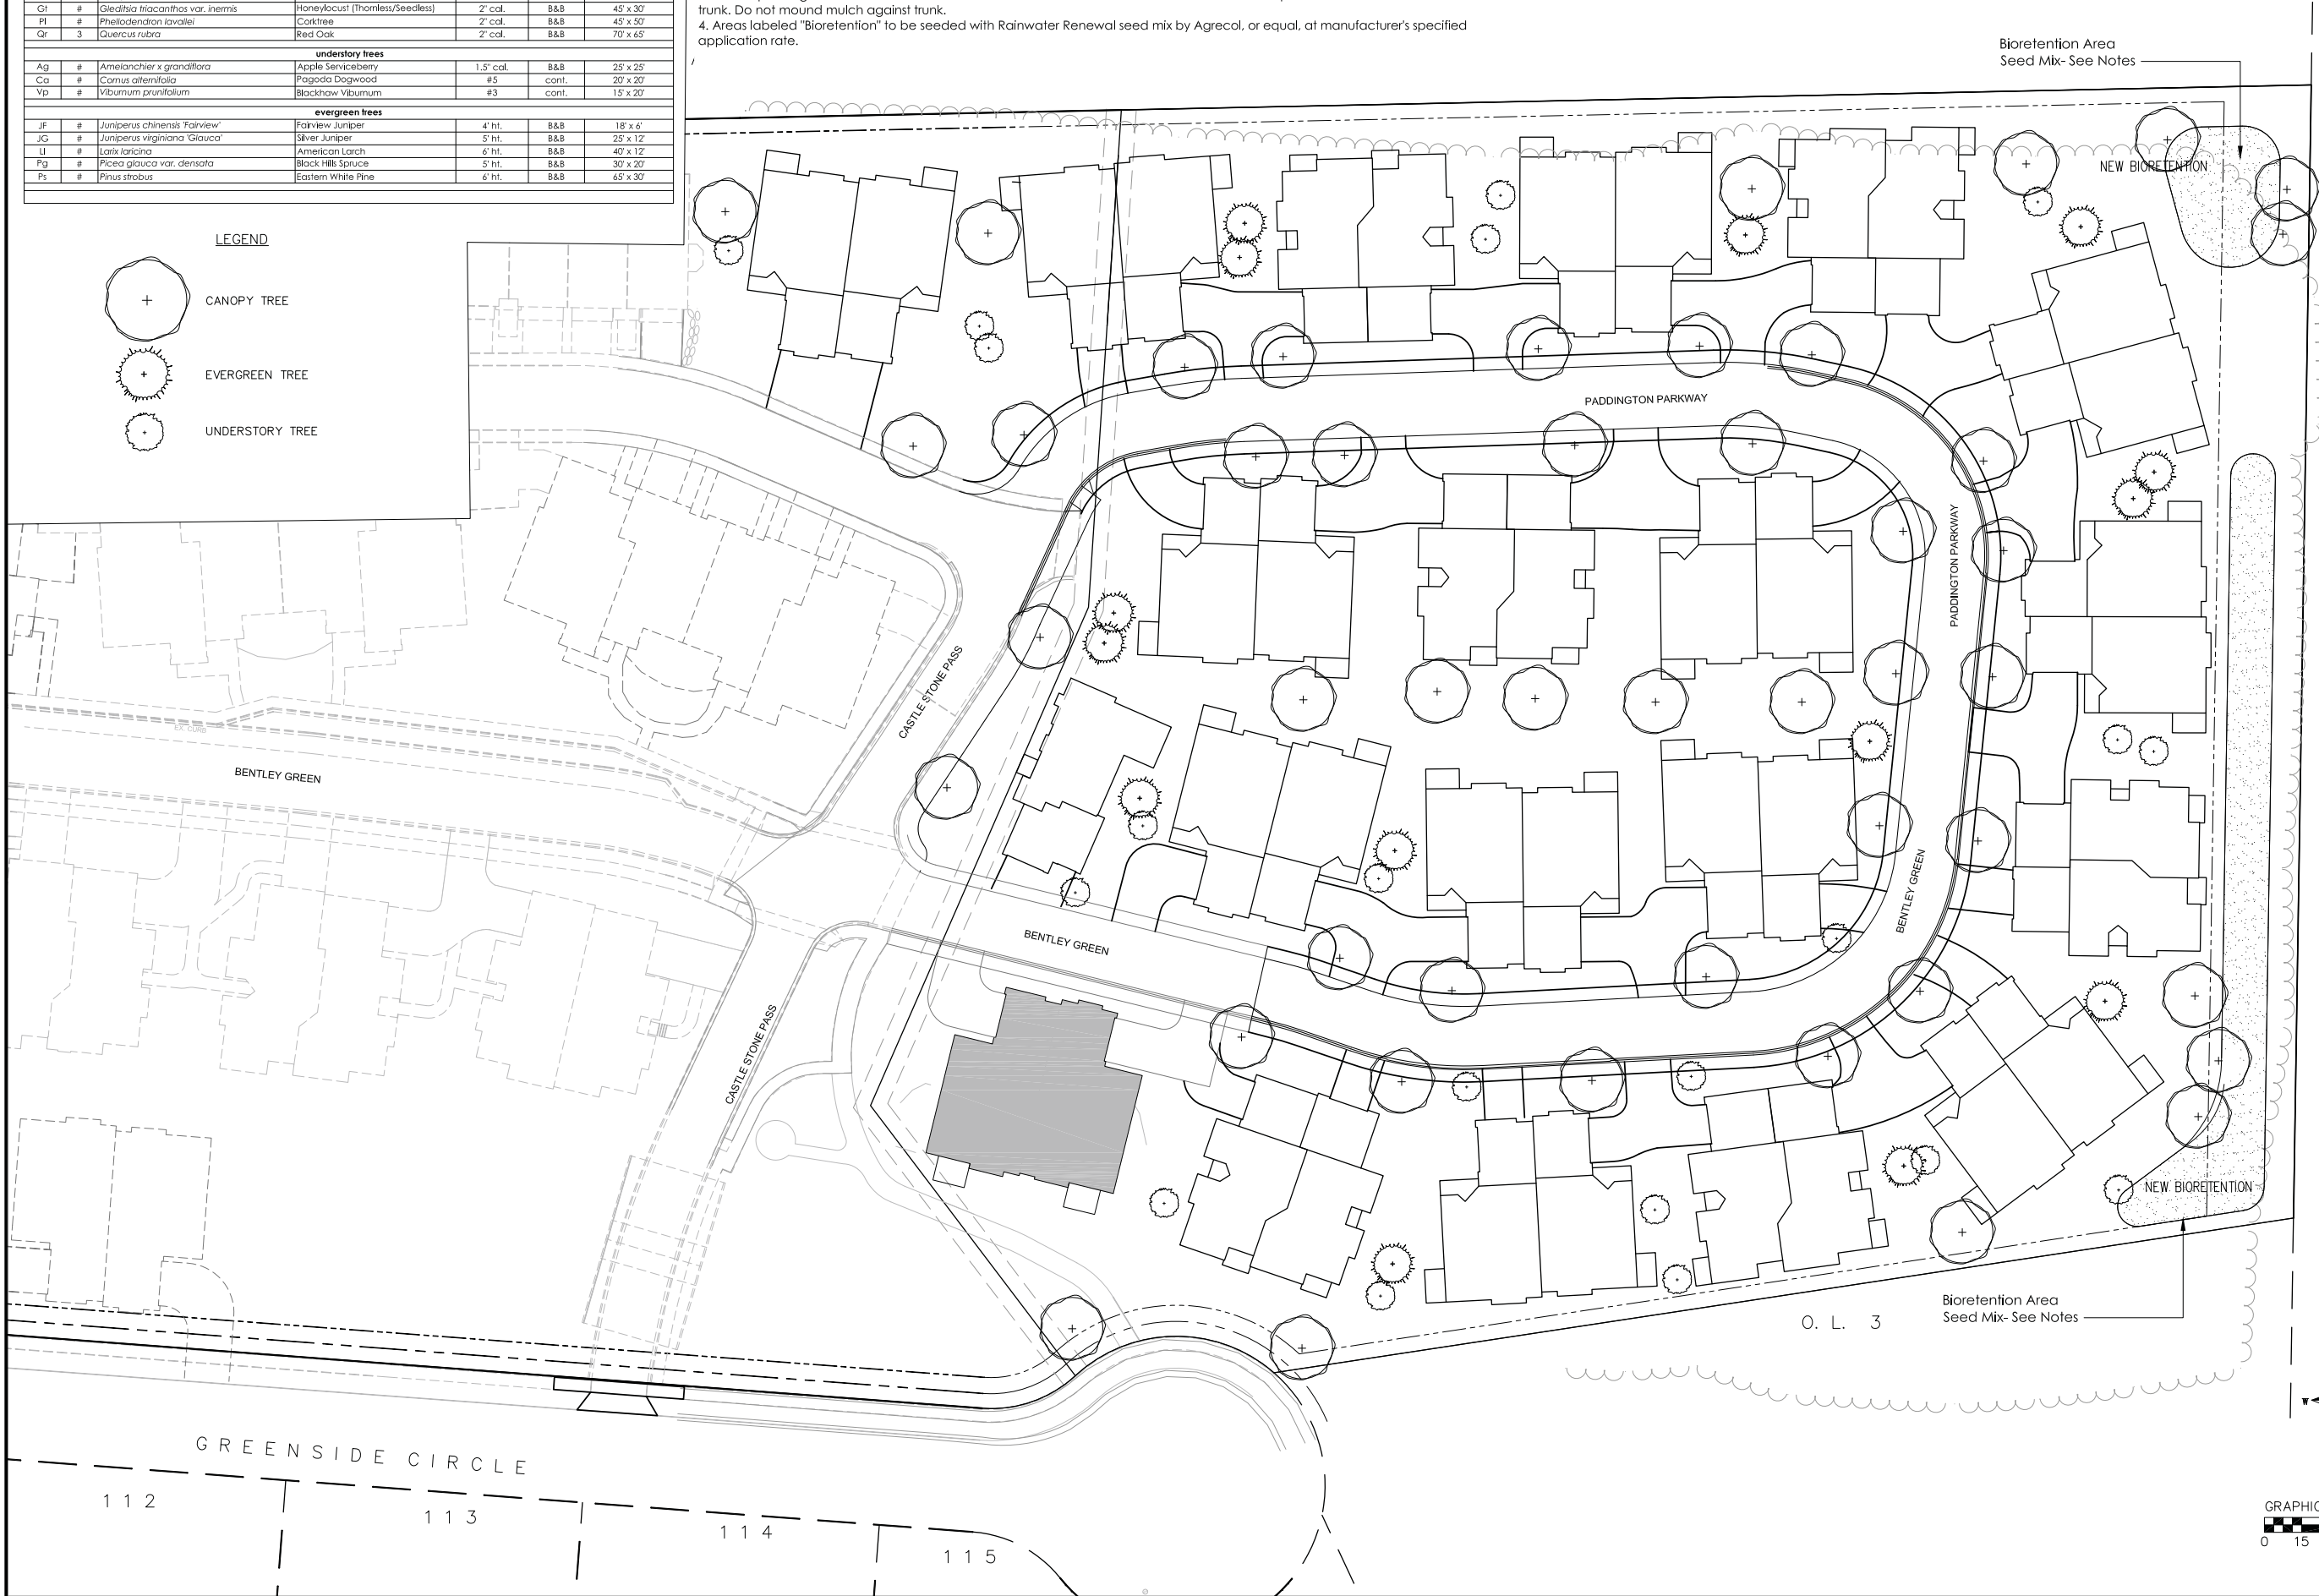 Gt # Gleditsia triacanthos var. inermis Honeylocust (Thornless/Seedless) 2" cal. B&B 45' x 30'
Pl # Phellodendron lavallei Corktree 2" cal. B&B 45' x 50'
Qr 3 Quercus rubra Red Oak 2" cal. B&B 70' x 65'
understory trees
Ag # Amelanchier x grandiflora Apple Serviceberry 1.5" cal. B&B 25' x 25'
Ca # Cornus alternifolia Pagoda Dogwood #5 cont. 20' x 20'
Vp # Viburnum prunifolium Blackhaw Viburnum #3 cont. 15' x 20'
evergreen trees
JF # Juniperus chinensis 'Fairview' Fairview Juniper 4' ht. B&B 18' x 6'
JG # Juniperus virginiana 'Glauca' Silver Juniper 5' ht. B&B 25' x 12'
Ll # Larix laricina American Larch 6' ht. B&B 40' x 12'
Pg # Picea glauca var. densata Black Hills Spruce 5' ht. B&B 30' x 20'
Ps # Pinus strobus Eastern White Pine 6' ht. B&B 65' x 30'
trunk. Do not mound mulch against trunk.
4. Areas labeled "Bioretention" to be seeded with Rainwater Renewal seed mix by Agrecol, or equal, at manufacturer's specified
application rate.
Bioretention Area
Seed Mix- See Notes
NEW BIORETENTION
LEGEND
CANOPY TREE
EVERGREEN TREE
UNDERSTORY TREE
PADDINGTON PARKWAY
PADDINGTON PARKWAY
CASTLE STONE PASS
EX. CURB
BENTLEY GREEN
BENTLEY GREEN
BENTLEY GREEN
CASTLE STONE PASS
NEW BIORETENTION
Bioretention Area
Seed Mix- See Notes
O. L. 3
GREENSIDE CIRCLE
112
113
114
115
GRAPHIC
0 15
W